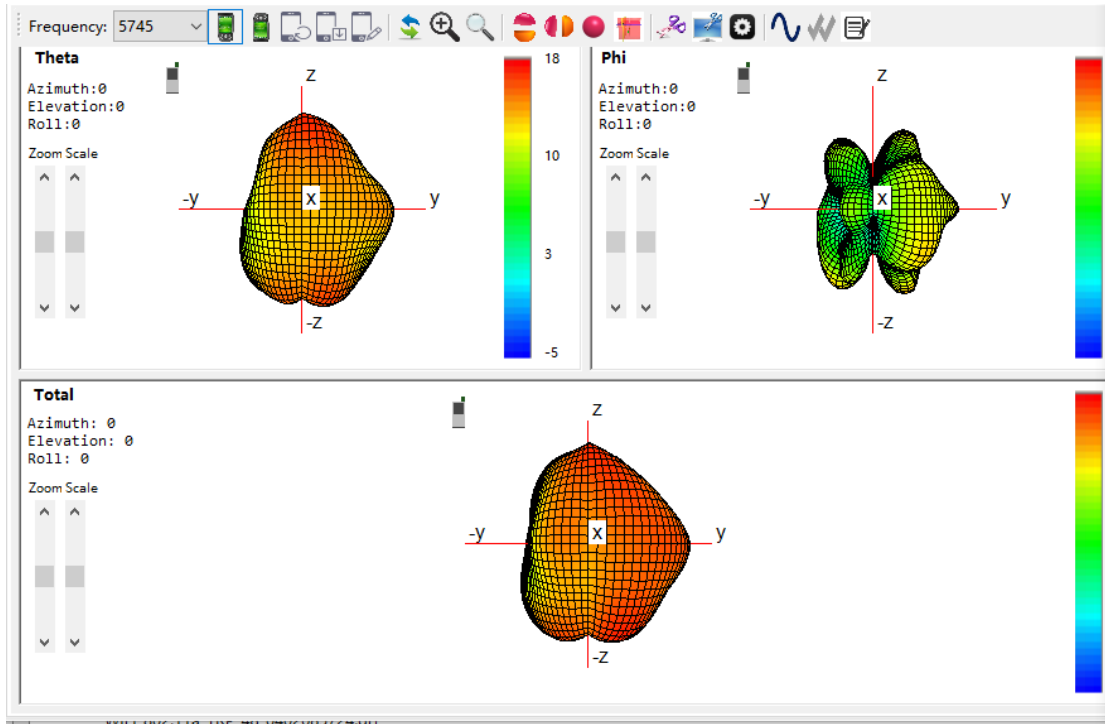 Frequency: 5745
Theta
Azimuth:0
Elevation:0
Roll:0
Zoom Scale
z
-y
x
y
-z
18
10
3
-5
Phi
Azimuth:0
Elevation:0
Roll:0
Zoom Scale
z
-y
x
y
-z
Total
Azimuth: 0
Elevation: 0
Roll: 0
Zoom Scale
z
-y
x
y
-z